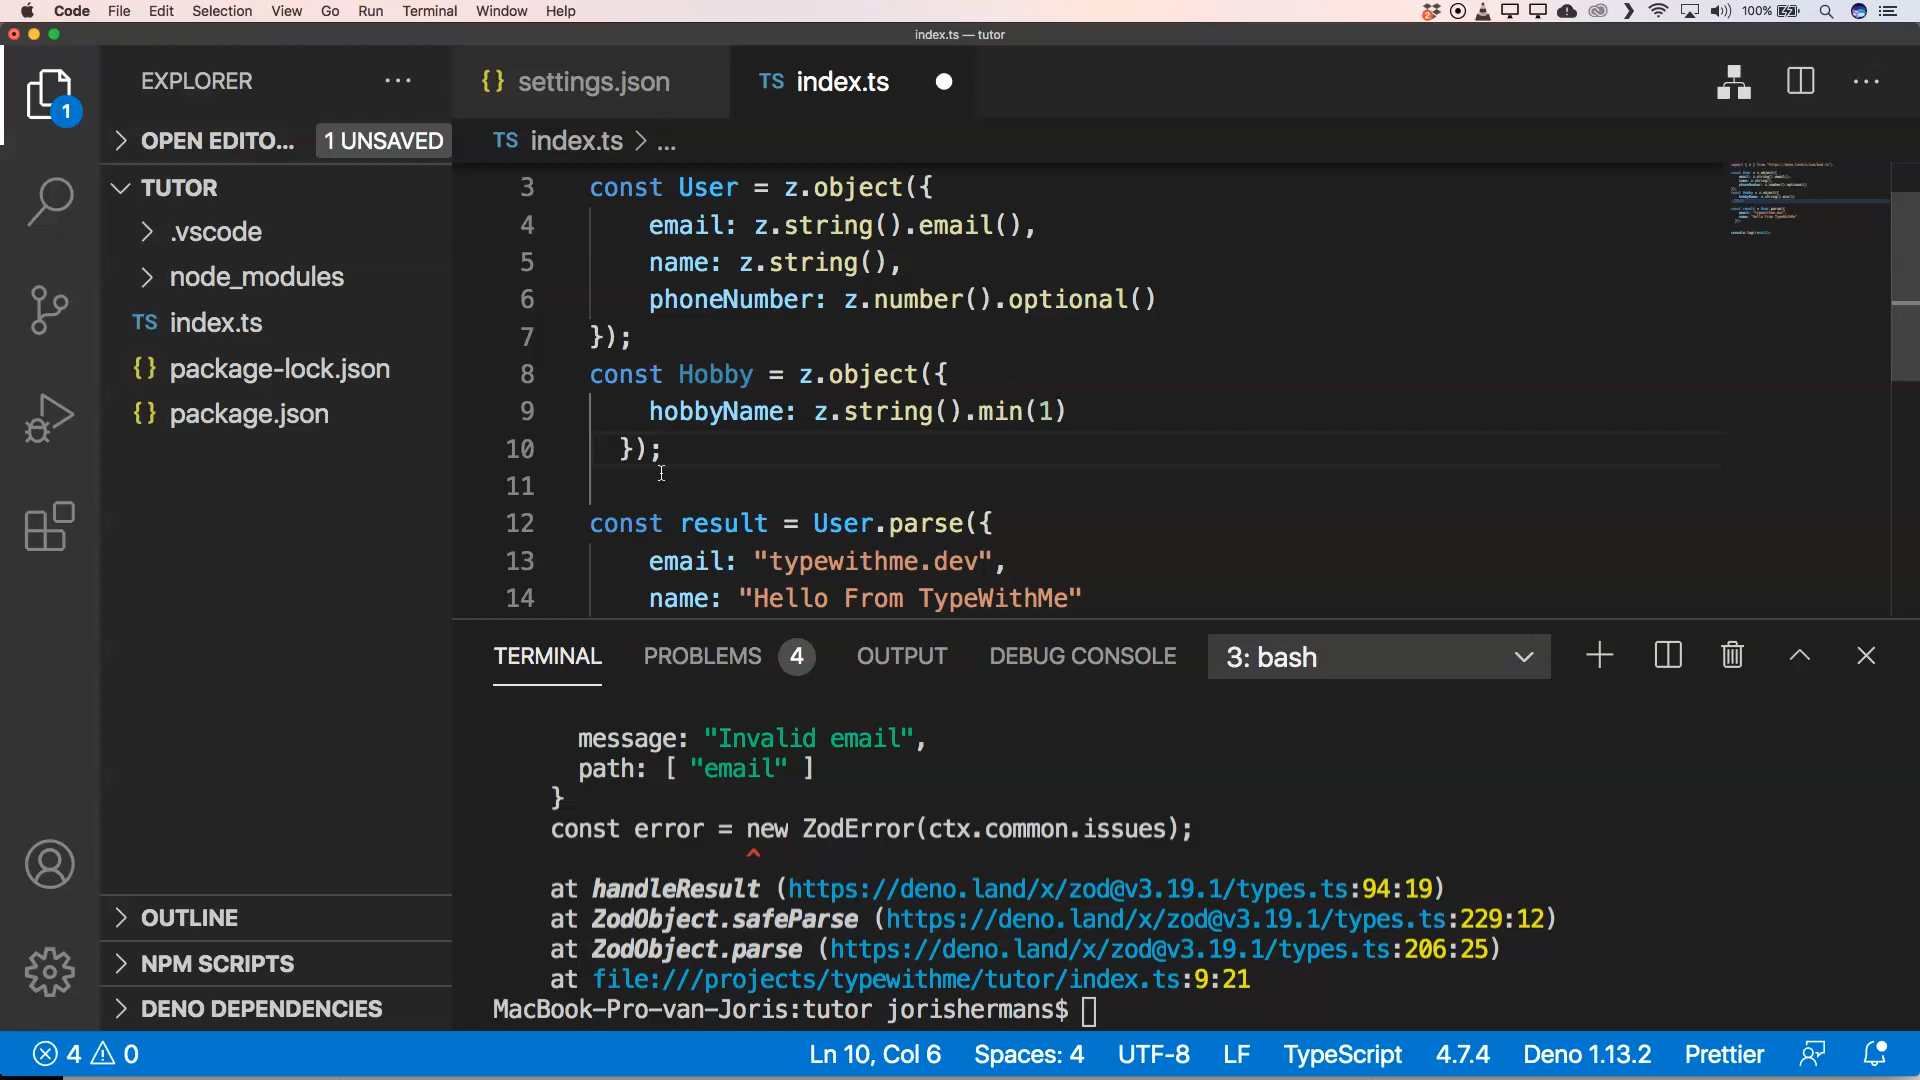 Code File Edit Selection View Go Run Terminal Window Help 100%
index.ts — tutor
EXPLORER
settings.json
TS index.ts
OPEN EDITO... 1 UNSAVED
TS index.ts > ...
TUTOR
.vscode
node_modules
TS index.ts
package-lock.json
package.json
OUTLINE
NPM SCRIPTS
DENO DEPENDENCIES
1
3 const User = z.object({
4 email: z.string().email(),
5 name: z.string(),
6 phoneNumber: z.number().optional()
7 });
8 const Hobby = z.object({
9 hobbyName: z.string().min(1)
10 });
11
12 const result = User.parse({
13 email: "typewithme.dev",
14 name: "Hello From TypeWithMe"
TERMINAL PROBLEMS 4 OUTPUT DEBUG CONSOLE 3: bash
message: "Invalid email",
path: [ "email" ]
}
const error = new ZodError(ctx.common.issues);
^
at handleResult (https://deno.land/x/zod@v3.19.1/types.ts:94:19)
at ZodObject.safeParse (https://deno.land/x/zod@v3.19.1/types.ts:229:12)
at ZodObject.parse (https://deno.land/x/zod@v3.19.1/types.ts:206:25)
at file:///projects/typewithme/tutor/index.ts:9:21
MacBook-Pro-van-Joris:tutor jorishermans$
4 0 Ln 10, Col 6 Spaces: 4 UTF-8 LF TypeScript 4.7.4 Deno 1.13.2 Prettier